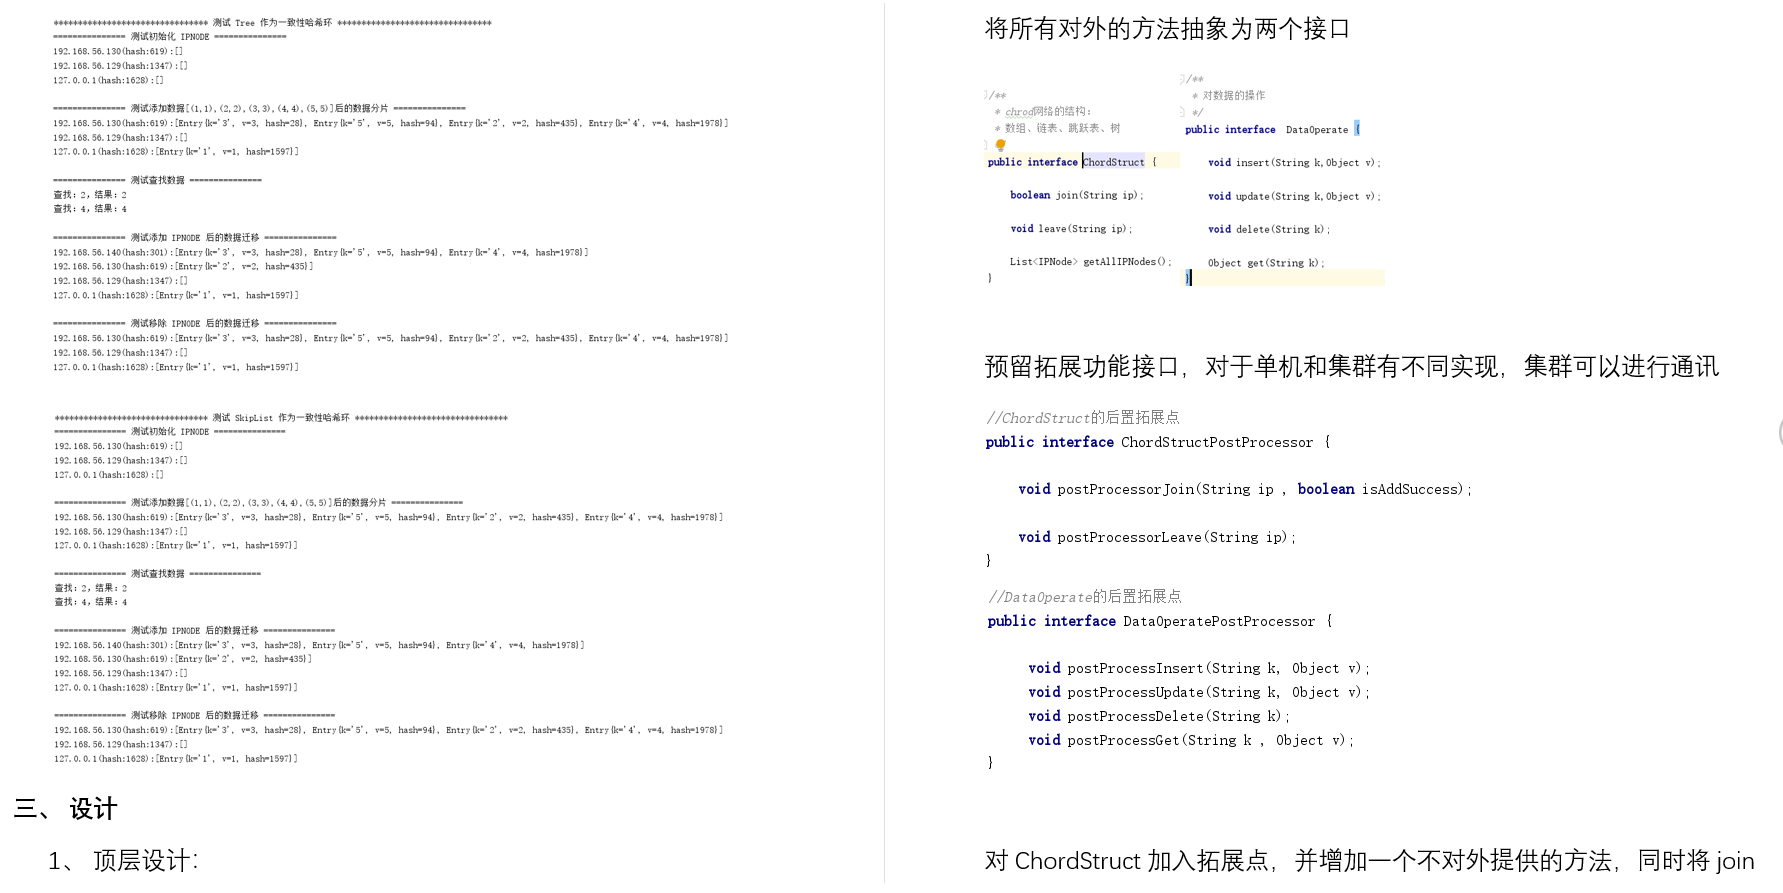 ******************************** 测试 Tree 作为一致性哈希环 ********************************
=============== 测试初始化 IPNODE ===============
192.168.56.130(hash:619):[]
192.168.56.129(hash:1347):[]
127.0.0.1(hash:1628):[]
=============== 测试添加数据[(1,1),(2,2),(3,3),(4,4),(5,5)]后的数据分片 ===============
192.168.56.130(hash:619):[Entry{k='3', v=3, hash=28}, Entry{k='5', v=5, hash=94}, Entry{k='2', v=2, hash=435}, Entry{k='4', v=4, hash=1978}]
192.168.56.129(hash:1347):[]
127.0.0.1(hash:1628):[Entry{k='1', v=1, hash=1597}]
=============== 测试查找数据 ===============
查找：2，结果：2
查找：4，结果：4
=============== 测试添加 IPNODE 后的数据迁移 ===============
192.168.56.140(hash:301):[Entry{k='3', v=3, hash=28}, Entry{k='5', v=5, hash=94}, Entry{k='4', v=4, hash=1978}]
192.168.56.130(hash:619):[Entry{k='2', v=2, hash=435}]
192.168.56.129(hash:1347):[]
127.0.0.1(hash:1628):[Entry{k='1', v=1, hash=1597}]
=============== 测试移除 IPNODE 后的数据迁移 ===============
192.168.56.130(hash:619):[Entry{k='3', v=3, hash=28}, Entry{k='5', v=5, hash=94}, Entry{k='2', v=2, hash=435}, Entry{k='4', v=4, hash=1978}]
192.168.56.129(hash:1347):[]
127.0.0.1(hash:1628):[Entry{k='1', v=1, hash=1597}]
******************************** 测试 SkipList 作为一致性哈希环 ********************************
=============== 测试初始化 IPNODE ===============
192.168.56.130(hash:619):[]
192.168.56.129(hash:1347):[]
127.0.0.1(hash:1628):[]
=============== 测试添加数据[(1,1),(2,2),(3,3),(4,4),(5,5)]后的数据分片 ===============
192.168.56.130(hash:619):[Entry{k='3', v=3, hash=28}, Entry{k='5', v=5, hash=94}, Entry{k='2', v=2, hash=435}, Entry{k='4', v=4, hash=1978}]
192.168.56.129(hash:1347):[]
127.0.0.1(hash:1628):[Entry{k='1', v=1, hash=1597}]
=============== 测试查找数据 ===============
查找：2，结果：2
查找：4，结果：4
=============== 测试添加 IPNODE 后的数据迁移 ===============
192.168.56.140(hash:301):[Entry{k='3', v=3, hash=28}, Entry{k='5', v=5, hash=94}, Entry{k='4', v=4, hash=1978}]
192.168.56.130(hash:619):[Entry{k='2', v=2, hash=435}]
192.168.56.129(hash:1347):[]
127.0.0.1(hash:1628):[Entry{k='1', v=1, hash=1597}]
=============== 测试移除 IPNODE 后的数据迁移 ===============
192.168.56.130(hash:619):[Entry{k='3', v=3, hash=28}, Entry{k='5', v=5, hash=94}, Entry{k='2', v=2, hash=435}, Entry{k='4', v=4, hash=1978}]
192.168.56.129(hash:1347):[]
127.0.0.1(hash:1628):[Entry{k='1', v=1, hash=1597}]
三、 设计
1、 顶层设计：
将所有对外的方法抽象为两个接口
/**
* chrod网络的结构：
* 数组、链表、跳跃表、树
public interface ChordStruct {
boolean join(String ip);
void leave(String ip);
List<IPNode> getAllIPNodes();
}
/**
* 对数据的操作
*/
public interface DataOperate {
void insert(String k,Object v);
void update(String k,Object v);
void delete(String k);
Object get(String k);
}
预留拓展功能接口，对于单机和集群有不同实现，集群可以进行通讯
//ChordStruct的后置拓展点
public interface ChordStructPostProcessor {
void postProcessorJoin(String ip , boolean isAddSuccess);
void postProcessorLeave(String ip);
}
//DataOperate的后置拓展点
public interface DataOperatePostProcessor {
void postProcessInsert(String k, Object v);
void postProcessUpdate(String k, Object v);
void postProcessDelete(String k);
void postProcessGet(String k , Object v);
}
对 ChordStruct 加入拓展点，并增加一个不对外提供的方法，同时将 join